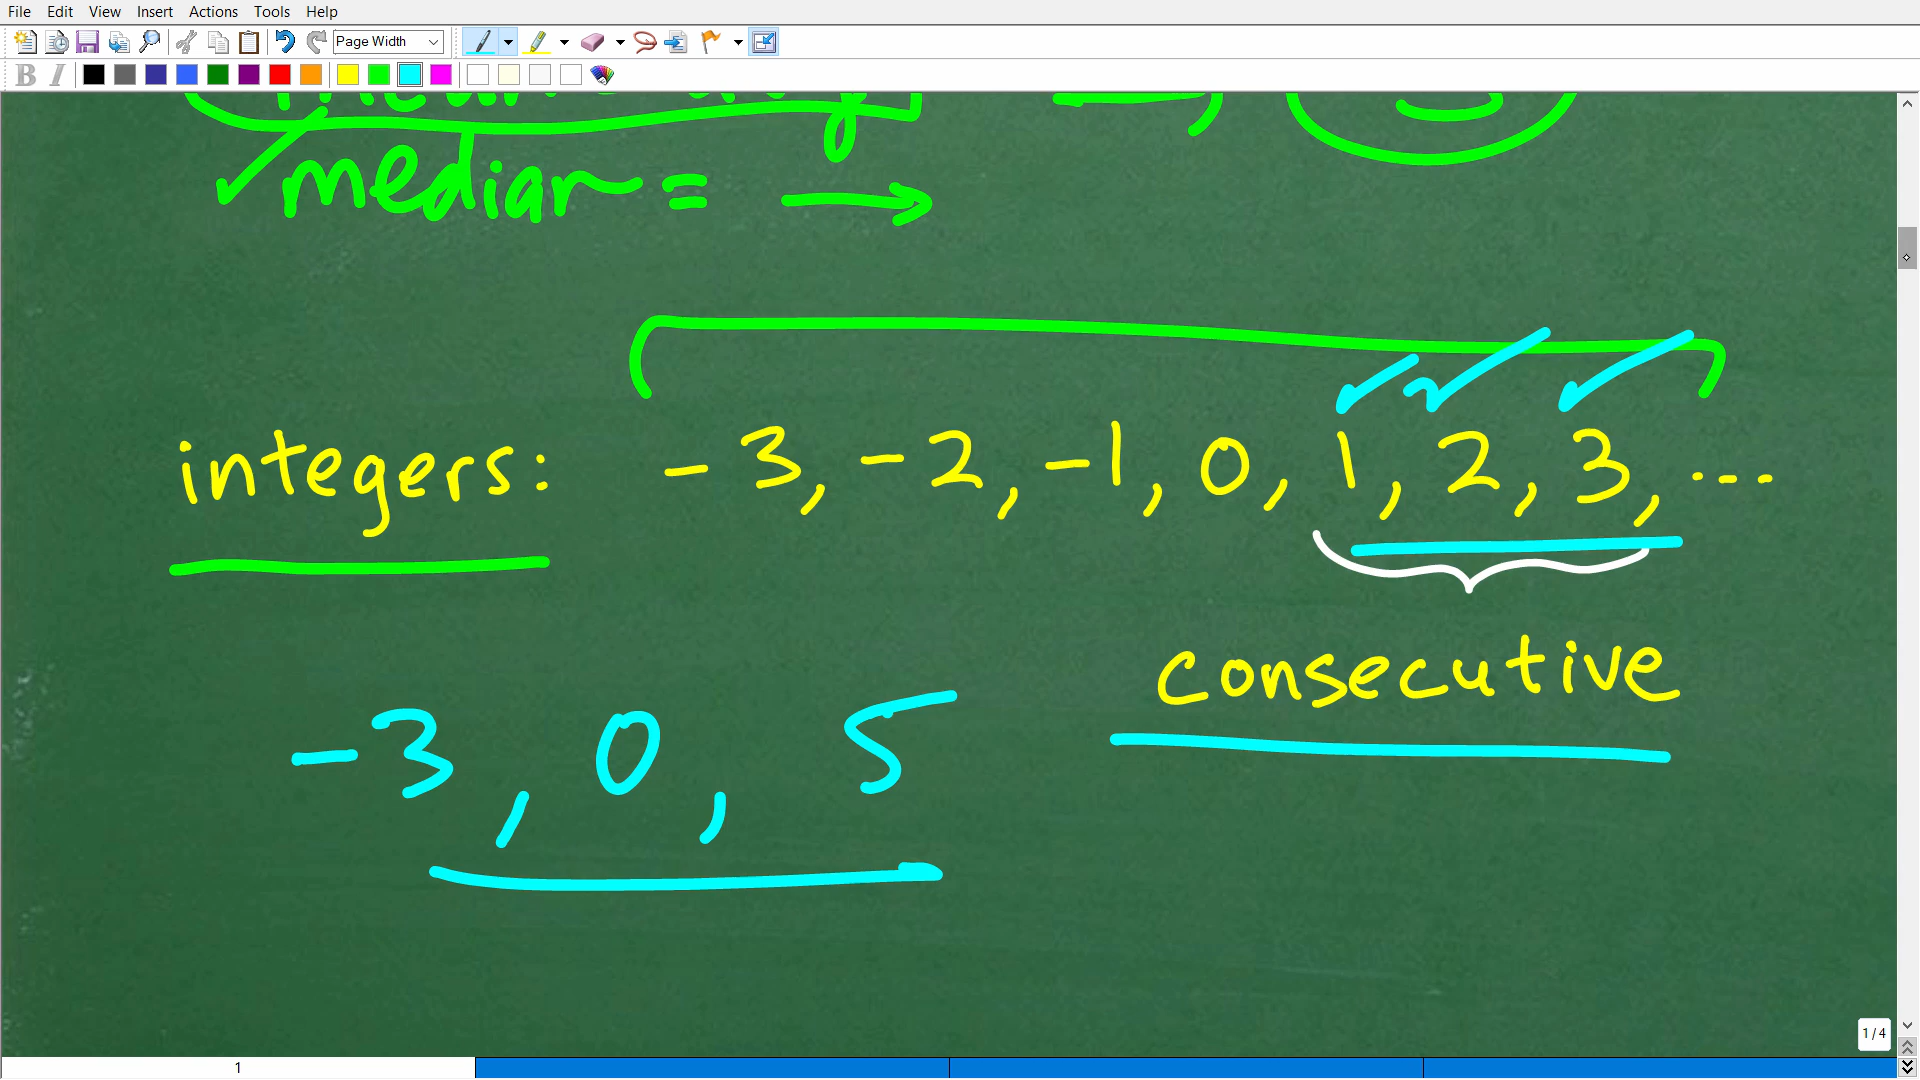 File Edit View Insert Actions Tools Help
Page Width
B I
median = →
integers: -3, -2, -1, 0, 1, 2, 3, ...
consecutive
-3, 0, 5
1 / 4
1